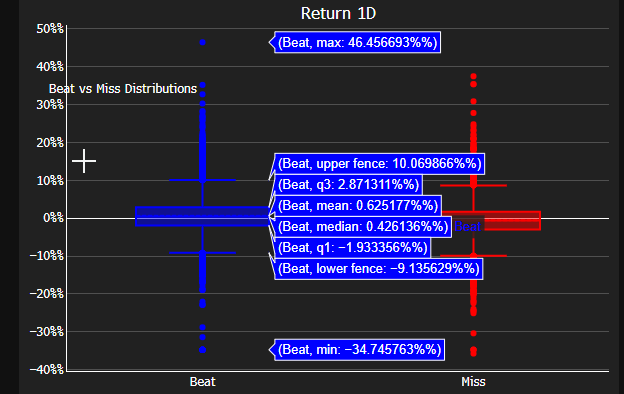 Return 1D
50%%
40%%
Beat vs Miss Distributions
30%%
20%%
10%%
0%%
−10%%
−20%%
−30%%
−40%%
(Beat, max: 46.456693%%)
(Beat, upper fence: 10.069866%%)
(Beat, q3: 2.871311%%)
(Beat, mean: 0.625177%%)
(Beat, median: 0.426136%%)
Beat
(Beat, q1: −1.933356%%)
(Beat, lower fence: −9.135629%%)
(Beat, min: −34.745763%%)
Beat
Miss